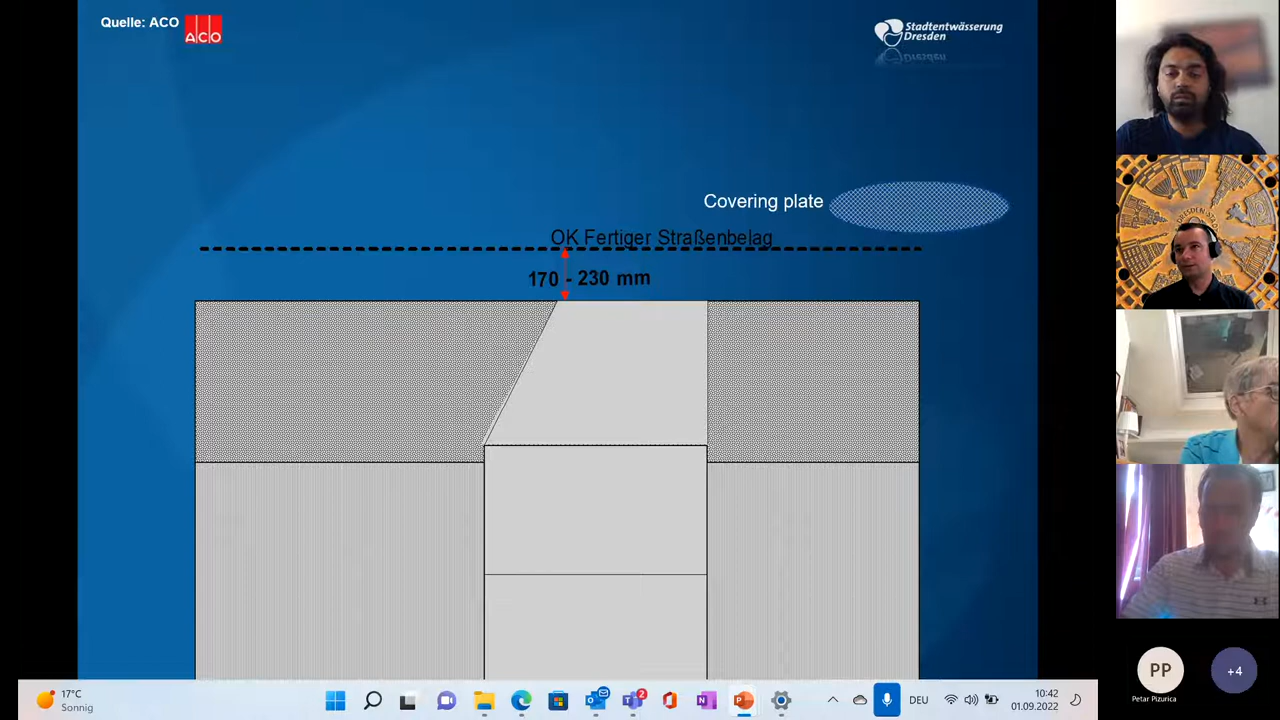 Quelle: ACO
ACO
Stadtentwässerung
Dresden
Covering plate
OK Fertiger Straßenbelag
170 - 230 mm
PP
Petar Pizurica
+4
17°C
Sonnig
2
DEU
10:42
01.09.2022